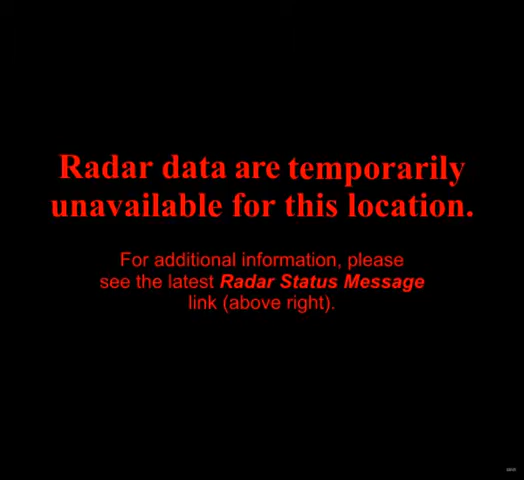 Radar data are temporarily
unavailable for this location.
For additional information, please
see the latest Radar Status Message
link (above right).